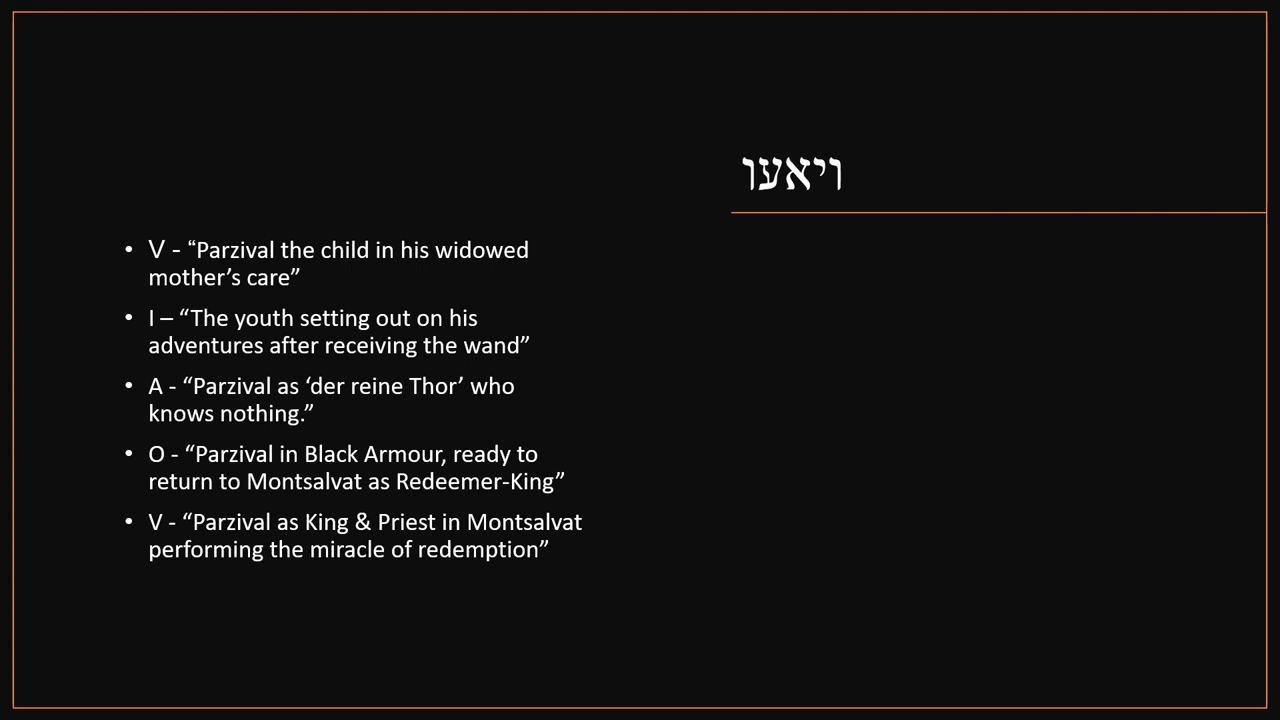 ויאעו
• V - “Parzival the child in his widowed
mother’s care”
• I – “The youth setting out on his
adventures after receiving the wand”
• A - “Parzival as ‘der reine Thor’ who
knows nothing.”
• O - “Parzival in Black Armour, ready to
return to Montsalvat as Redeemer-King”
• V - “Parzival as King & Priest in Montsalvat
performing the miracle of redemption”